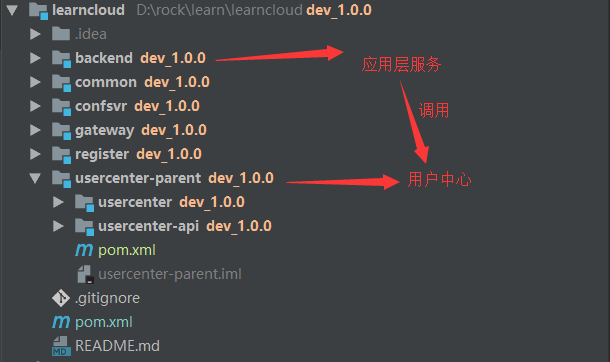 learncloud D:\rock\learn\learncloud dev_1.0.0
.idea
backend dev_1.0.0
应用层服务
common dev_1.0.0
confsvr dev_1.0.0
调用
gateway dev_1.0.0
register dev_1.0.0
usercenter-parent dev_1.0.0
用户中心
usercenter dev_1.0.0
usercenter-api dev_1.0.0
m pom.xml
usercenter-parent.iml
.gitignore
m pom.xml
MD README.md